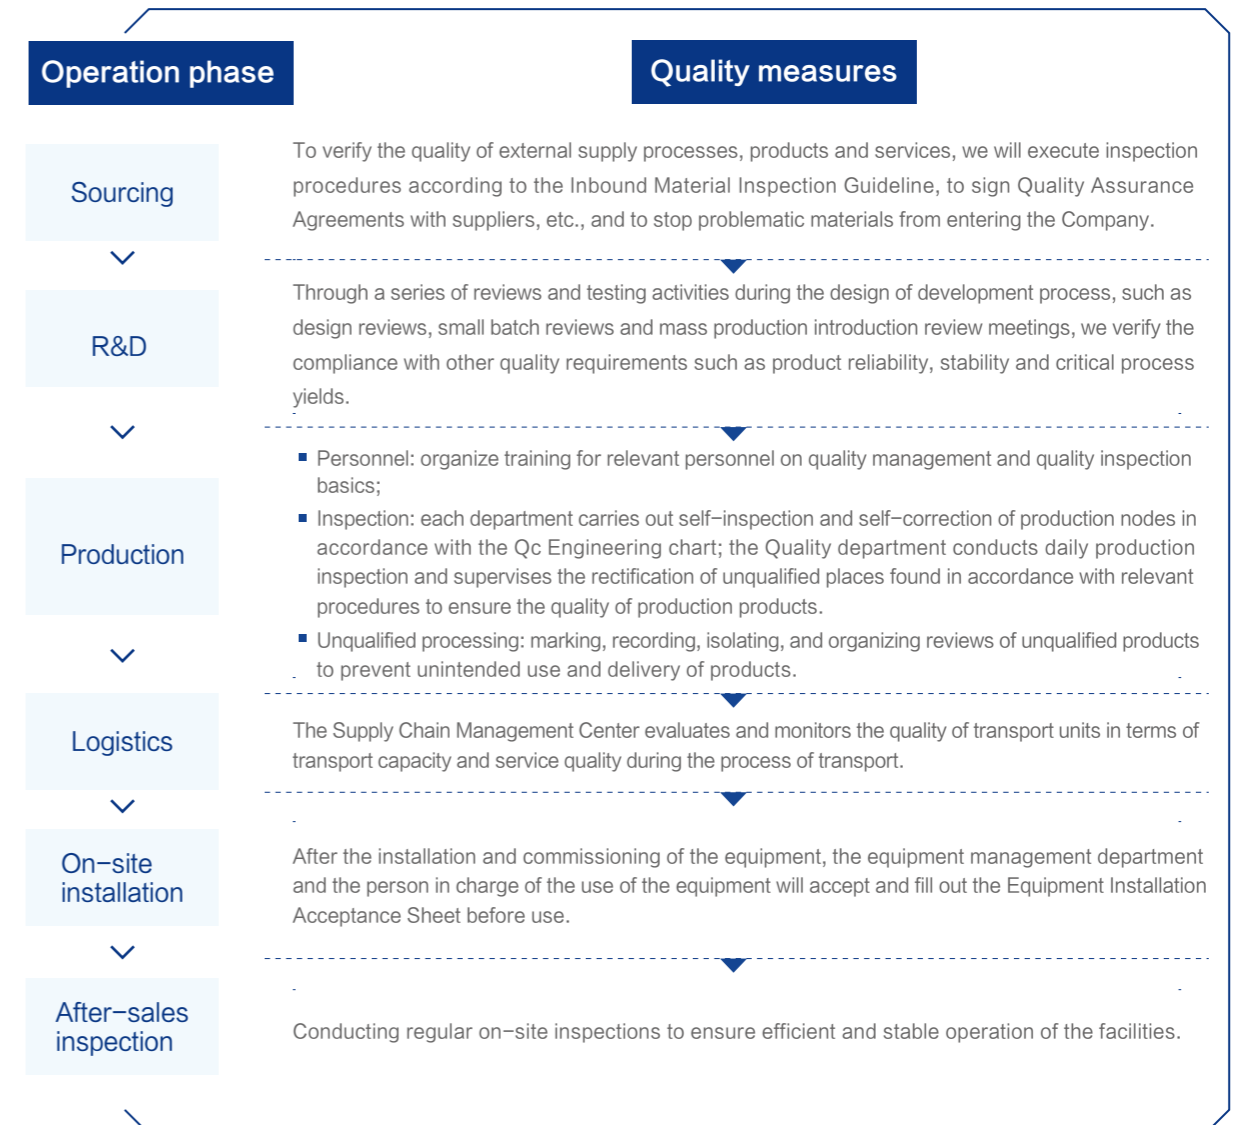 Operation phase
Quality measures
Sourcing
To verify the quality of external supply processes, products and services, we will execute inspection
procedures according to the Inbound Material Inspection Guideline, to sign Quality Assurance
Agreements with suppliers, etc., and to stop problematic materials from entering the Company.
R&D
Through a series of reviews and testing activities during the design of development process, such as
design reviews, small batch reviews and mass production introduction review meetings, we verify the
compliance with other quality requirements such as product reliability, stability and critical process
yields.
Production
Personnel: organize training for relevant personnel on quality management and quality inspection
basics;
Inspection: each department carries out self-inspection and self-correction of production nodes in
accordance with the Qc Engineering chart; the Quality department conducts daily production
inspection and supervises the rectification of unqualified places found in accordance with relevant
procedures to ensure the quality of production products.
Unqualified processing: marking, recording, isolating, and organizing reviews of unqualified products
to prevent unintended use and delivery of products.
Logistics
The Supply Chain Management Center evaluates and monitors the quality of transport units in terms of
transport capacity and service quality during the process of transport.
On-site
installation
After the installation and commissioning of the equipment, the equipment management department
and the person in charge of the use of the equipment will accept and fill out the Equipment Installation
Acceptance Sheet before use.
After-sales
inspection
Conducting regular on-site inspections to ensure efficient and stable operation of the facilities.